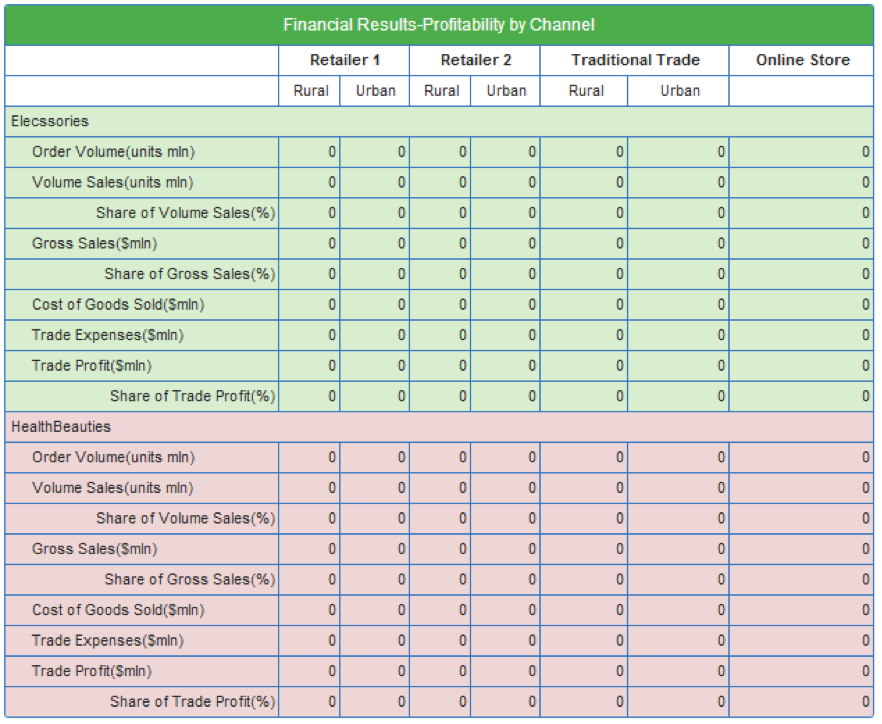 Financial Results-Profitability by Channel
Retailer 1 Retailer 2 Traditional Trade Online Store
Rural Urban Rural Urban Rural Urban
Elecssories
Order Volume(units mln) 0 0 0 0 0 0 0
Volume Sales(units mln) 0 0 0 0 0 0 0
Share of Volume Sales(%) 0 0 0 0 0 0 0
Gross Sales($mln) 0 0 0 0 0 0 0
Share of Gross Sales(%) 0 0 0 0 0 0 0
Cost of Goods Sold($mln) 0 0 0 0 0 0 0
Trade Expenses($mln) 0 0 0 0 0 0 0
Trade Profit($mln) 0 0 0 0 0 0 0
Share of Trade Profit(%) 0 0 0 0 0 0 0
HealthBeauties
Order Volume(units mln) 0 0 0 0 0 0 0
Volume Sales(units mln) 0 0 0 0 0 0 0
Share of Volume Sales(%) 0 0 0 0 0 0 0
Gross Sales($mln) 0 0 0 0 0 0 0
Share of Gross Sales(%) 0 0 0 0 0 0 0
Cost of Goods Sold($mln) 0 0 0 0 0 0 0
Trade Expenses($mln) 0 0 0 0 0 0 0
Trade Profit($mln) 0 0 0 0 0 0 0
Share of Trade Profit(%) 0 0 0 0 0 0 0